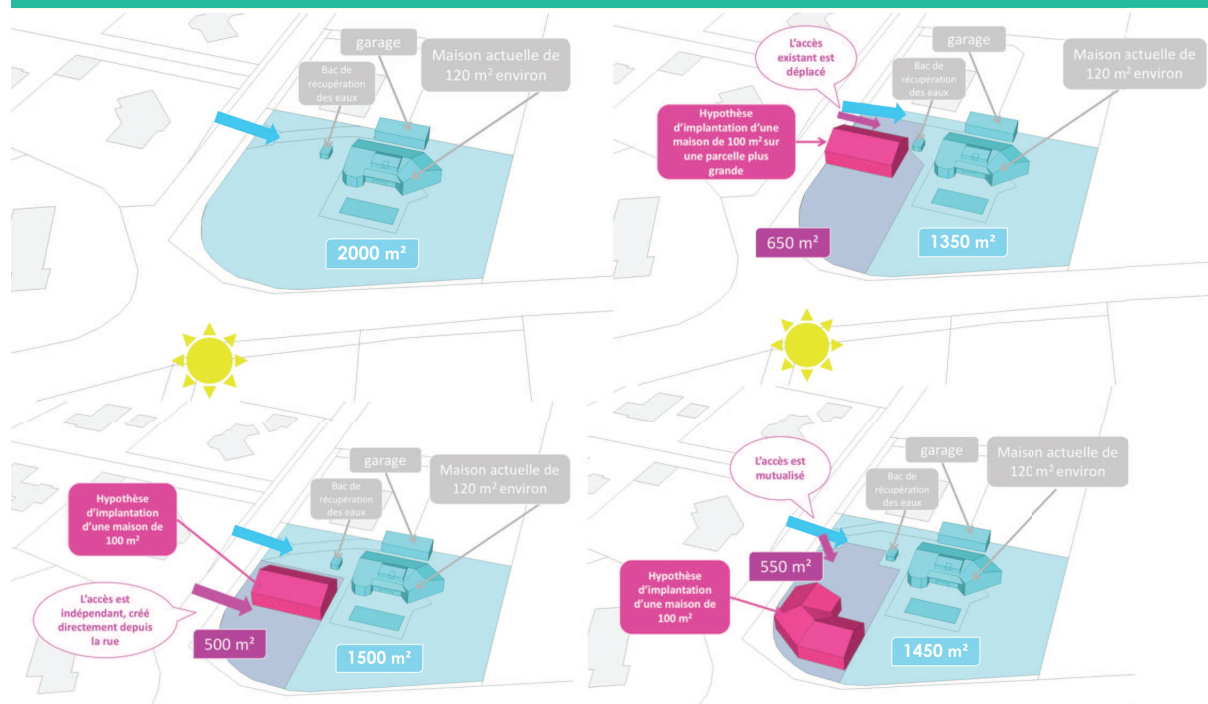 garage
Maison actuelle de
120 m² environ
Bac de
récupération
des eaux
2000 m²
L'accès
existant est
déplacé
garage
Maison actuelle de
120 m² environ
Bac de
récupération
des eaux
Hypothèse
d'implantation d'une
maison de 100 m² sur
une parcelle plus
grande
650 m²
1350 m²
garage
Maison actuelle de
120 m² environ
Bac de
récupération
des eaux
Hypothèse
d'implantation
d'une maison de
100 m²
L'accès est
indépendant, créé
directement depuis
la rue
500 m²
1500 m²
L'accès est
mutualisé
garage
Maison actuelle de
120 m² environ
Bac de
récupération
des eaux
550 m²
Hypothèse
d'implantation
d'une maison de
100 m²
1450 m²